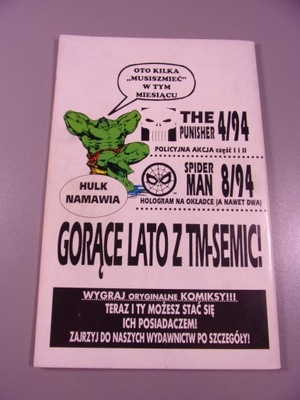 OTO KILKA
„MUSISZMIEĆ"
W TYM
MIESIĄCU
THE
PUNISHER 4/94
POLICYJNA AKCJA część I i II
SPIDER
MAN 8/94
HOLOGRAM NA OKŁADCE (A NAWET DWA)
HULK
NAMAWIA
GORĄCE LATO Z TM-SEMIC!
WYGRAJ ORYGINALNE KOMIKSY!!!
TERAZ I TY MOŻESZ STAĆ SIĘ
ICH POSIADACZEM!
ZAJRZYJ DO NASZYCH WYDAWNICTW PO SZCZEGÓŁY!